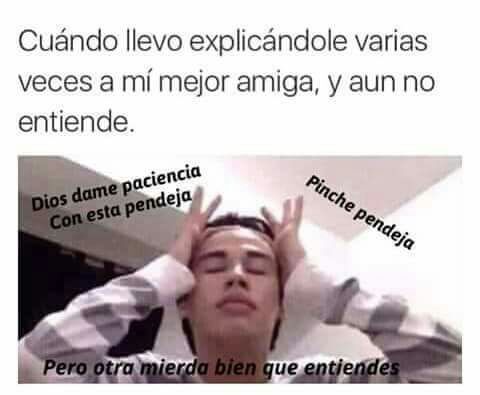 Cuándo llevo explicándole varias
veces a mí mejor amiga, y aun no
entiende.
Dios dame paciencia
Con esta pendeja
Pinche pendeja
Pero otra mierda bien que entiendes